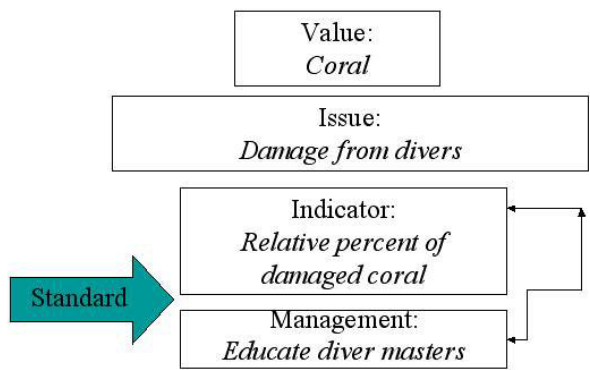 Value:
Coral
Issue:
Damage from divers
Indicator:
Relative percent of
damaged coral
Standard
Management:
Educate diver masters